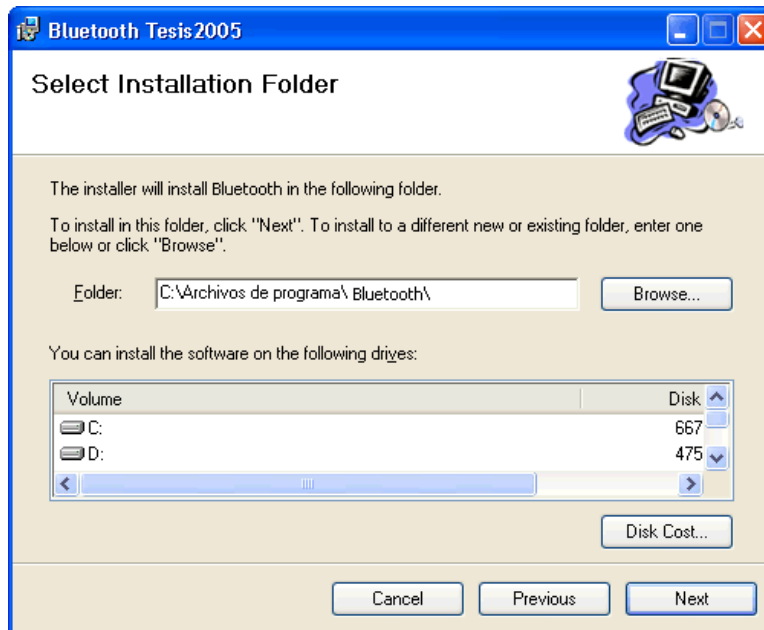 Bluetooth Tesis2005
Select Installation Folder
The installer will install Bluetooth in the following folder.
To install in this folder, click "Next". To install to a different new or existing folder, enter one
below or click "Browse".
Folder: C:\Archivos de programa\ Bluetooth\ Browse...
You can install the software on the following drives:
Volume Disk
C: 667
D: 475
Disk Cost...
Cancel Previous Next